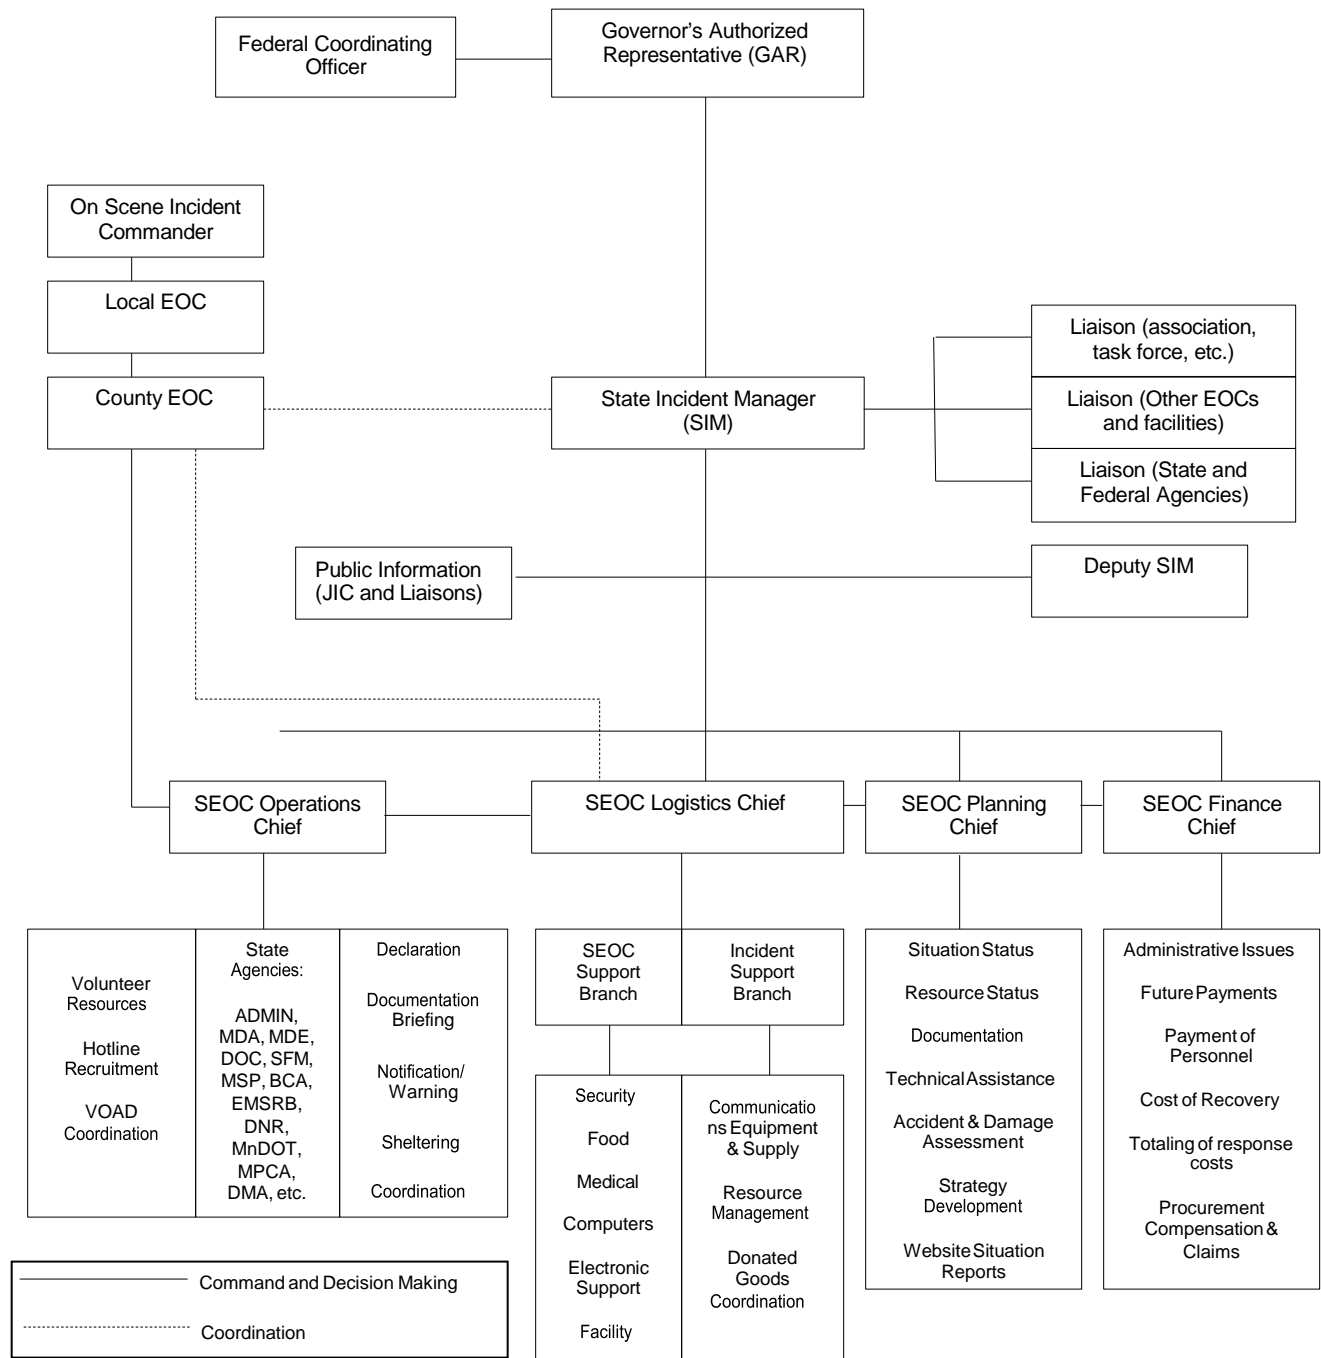 Federal Coordinating
Officer
Governor’s Authorized
Representative (GAR)
On Scene Incident
Commander
Local EOC
County EOC
State Incident Manager
(SIM)
Liaison (association,
task force, etc.)
Liaison (Other EOCs
and facilities)
Liaison (State and
Federal Agencies)
Public Information
(JIC and Liaisons)
Deputy SIM
SEOC Operations
Chief
SEOC Logistics Chief
SEOC Planning
Chief
SEOC Finance
Chief
Volunteer
Resources
Hotline
Recruitment
VOAD
Coordination
State
Agencies:
ADMIN,
MDA, MDE,
DOC, SFM,
MSP, BCA,
EMSRB,
DNR,
MnDOT,
MPCA,
DMA, etc.
Declaration
Documentation
Briefing
Notification/
Warning
Sheltering
Coordination
SEOC
Support
Branch
Incident
Support
Branch
Security
Food
Medical
Computers
Electronic
Support
Facility
Communicatio
ns Equipment
& Supply
Resource
Management
Donated
Goods
Coordination
Situation Status
Resource Status
Documentation
Technical Assistance
Accident & Damage
Assessment
Strategy
Development
Website Situation
Reports
Administrative Issues
Future Payments
Payment of
Personnel
Cost of Recovery
Totaling of response
costs
Procurement
Compensation &
Claims
Command and Decision Making
Coordination